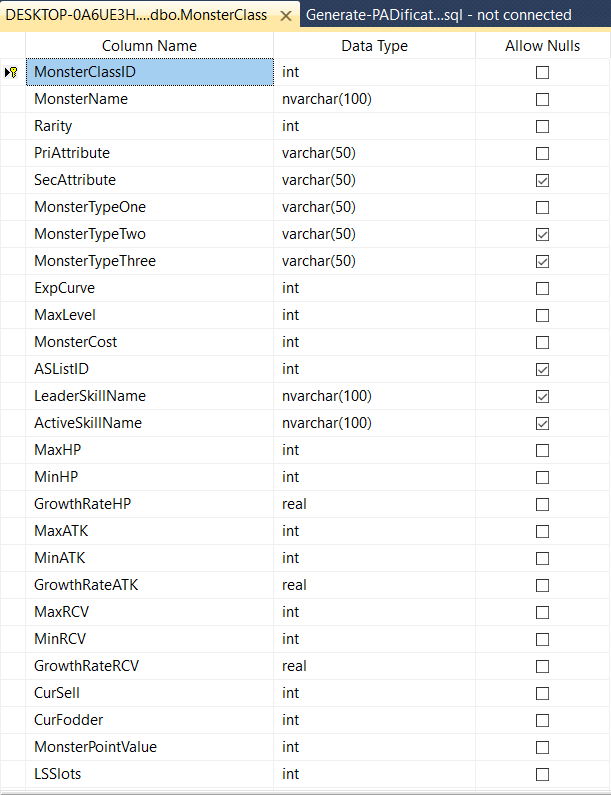 DESKTOP-0A6UE3H....dbo.MonsterClass Generate-PADificat...sql - not connected
Column Name Data Type Allow Nulls
MonsterClassID int
MonsterName nvarchar(100)
Rarity int
PriAttribute varchar(50)
SecAttribute varchar(50)
MonsterTypeOne varchar(50)
MonsterTypeTwo varchar(50)
MonsterTypeThree varchar(50)
ExpCurve int
MaxLevel int
MonsterCost int
ASListID int
LeaderSkillName nvarchar(100)
ActiveSkillName nvarchar(100)
MaxHP int
MinHP int
GrowthRateHP real
MaxATK int
MinATK int
GrowthRateATK real
MaxRCV int
MinRCV int
GrowthRateRCV real
CurSell int
CurFodder int
MonsterPointValue int
LSSlots int